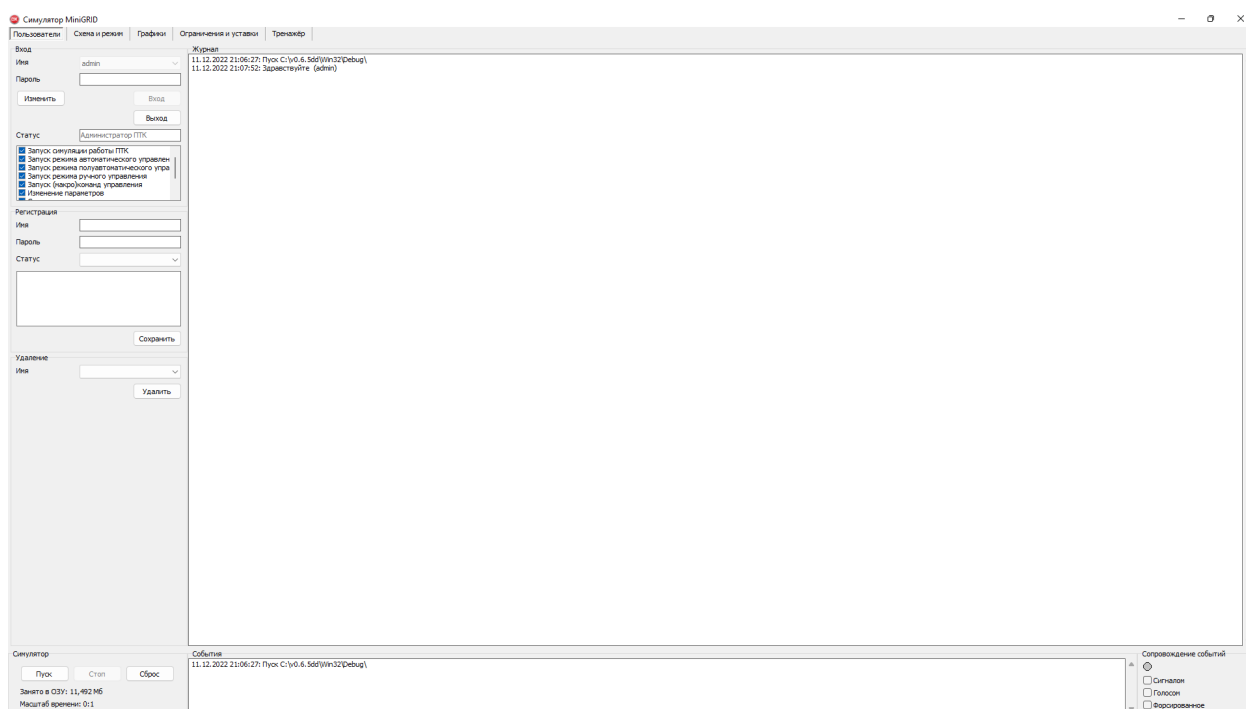 Симулятор MiniGRID
Пользователи Схема и режим Графики Ограничения и уставки Тренажёр
Вход
Имя admin
Пароль
Изменить Вход
Выход
Статус Администратор ПТК
Запуск симуляции работы ПТК
Запуск режима автоматического управлен
Запуск режима полуавтоматического упра
Запуск режима ручного управления
Запуск (макро)команд управления
Изменение параметров
Регистрация
Имя
Пароль
Статус
Сохранить
Удаление
Имя
Удалить
Журнал
11.12.2022 21:06:27: Пуск C:\v0.6.5dd\Win32\Debug\
11.12.2022 21:07:52: Здравствуйте (admin)
Симулятор
Пуск Стоп Сброс
Занято в ОЗУ: 11,492 Мб
Масштаб времени: 0:1
События
11.12.2022 21:06:27: Пуск C:\v0.6.5dd\Win32\Debug\
Сопровождение событий
Сигналом
Голосом
Форсированное